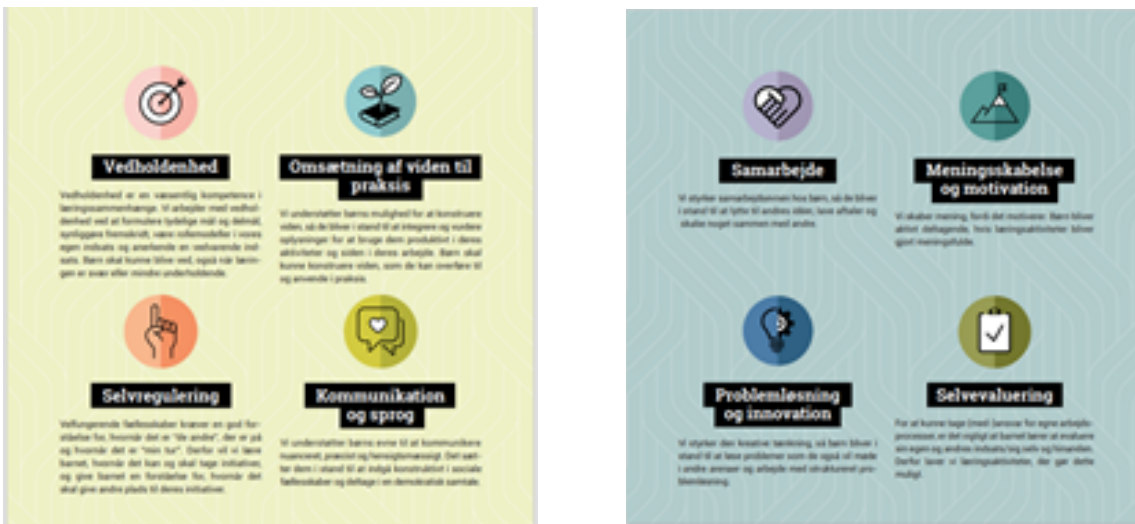 Vedholdenhed
Vedholdenhed er en væsentlig kompetence i
læringssammenhænge. Vi arbejder med vedhol-
denhed ved at formulere tydelige mål og delmål,
synliggøre fremskridt, være rollemodeller i vores
egen indsats og anerkende en vedvarende ind-
sats. Børn skal kunne blive ved, også når lærin-
gen er svær eller mindre underholdende.
Omsætning af viden til
praksis
Vi understøtter børns mulighed for at konstruere
viden, så de bliver i stand til at integrere og vurdere
oplysninger for at bruge dem produktivt i deres
aktiviteter og siden i deres arbejde. Børn skal
kunne konstruere viden, som de kan overføre til
og anvende i praksis.
Selvregulering
Velfungerende fællesskaber kræver en god for-
ståelse for, hvornår det er "de andre", der er på
og hvornår det er "min tur". Derfor vil vi lære
barnet, hvornår det kan og skal tage initiativer,
og give barnet en forståelse for, hvornår det
skal give andre plads til deres initiativer.
Kommunikation
og sprog
Vi understøtter børns evne til at kommunikere
nuanceret, præcist og hensigtsmæssigt. Det sæt-
ter dem i stand til at indgå konstruktivt i sociale
fællesskaber og deltage i en demokratisk samtale.
Samarbejde
Vi styrker samarbejdsevnen hos børn, så de bliver
i stand til at lytte til andres ideer, lave aftaler og
skabe noget sammen med andre.
Meningsskabelse
og motivation
Vi skaber mening, fordi det motiverer. Børn bliver
aktivt deltagende, hvis læringsaktiviteter bliver
gjort meningsfulde.
Problemløsning
og innovation
Vi styrker den kreative tænkning, så børn bliver i
stand til at løse problemer som de også vil møde
i andre arenaer og arbejde med struktureret pro-
blemløsning.
Selvevaluering
For at kunne tage (med-)ansvar for egne arbejds-
processer, er det vigtigt at barnet lærer at evaluere
sin egen og andres indsats/sig selv og hinanden.
Derfor laver vi læringsaktiviteter, der gør dette
muligt.